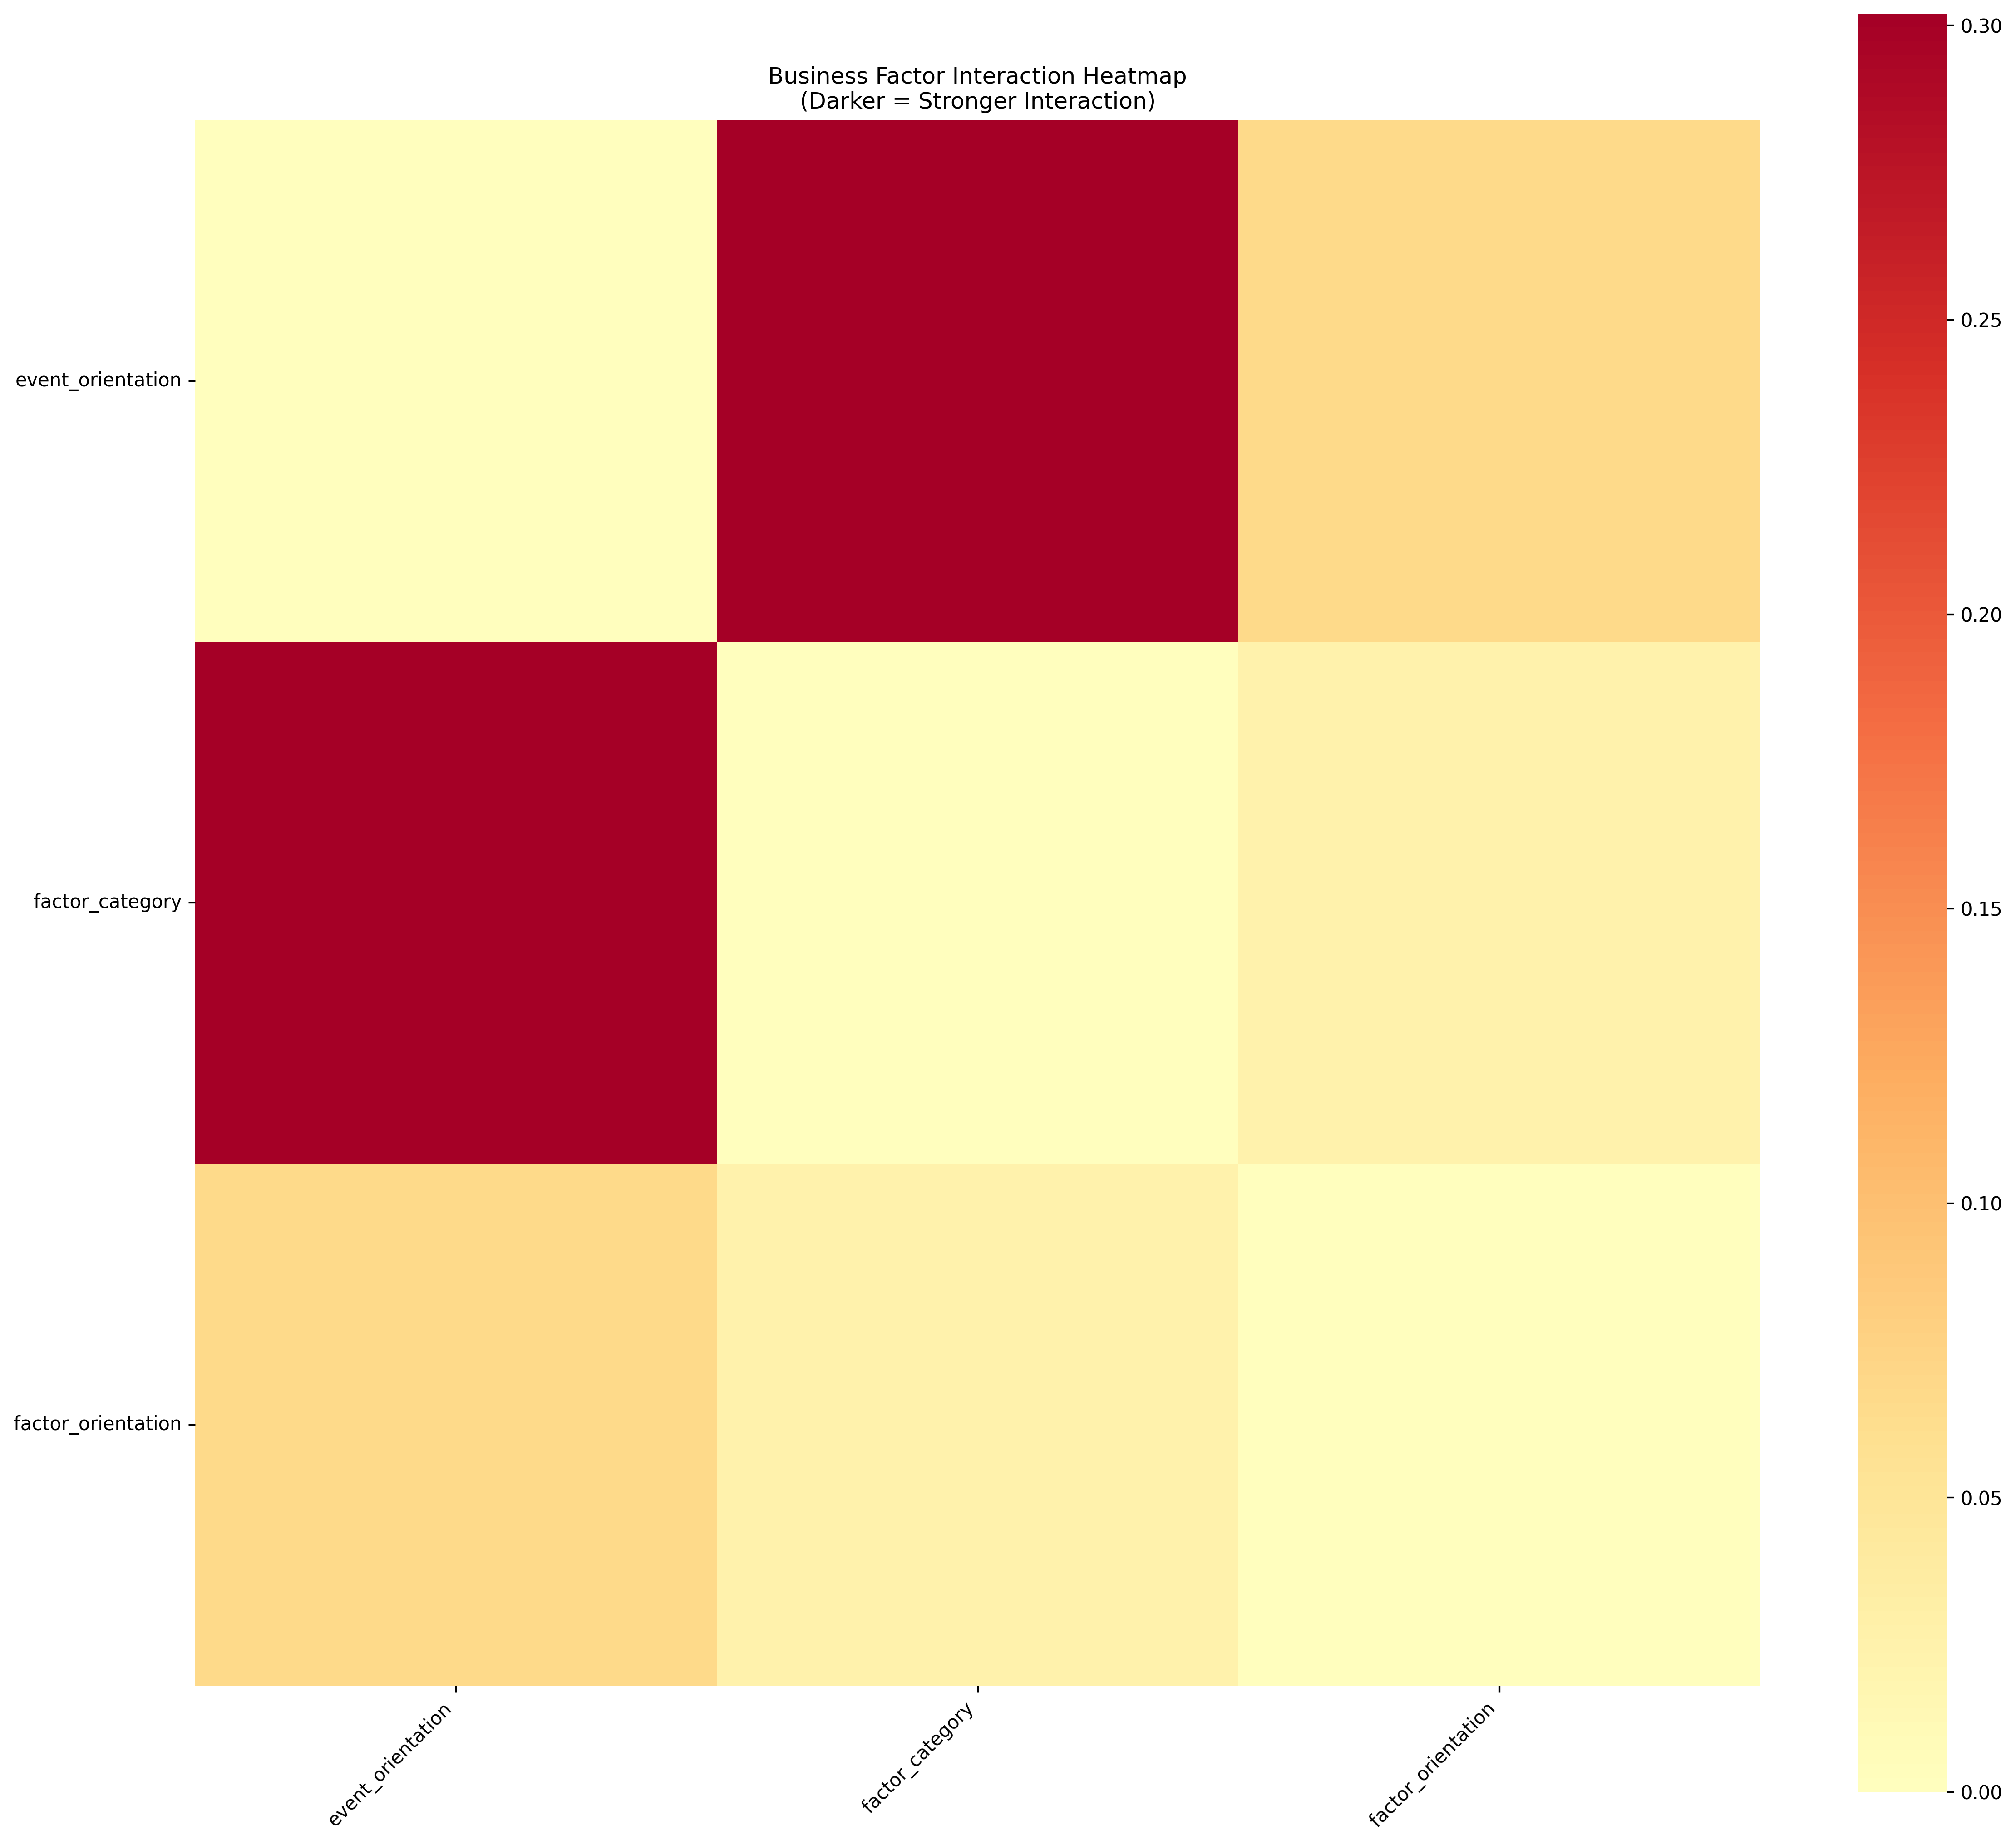 Business Factor Interaction Heatmap
(Darker = Stronger Interaction)
event_orientation
factor_category
factor_orientation
event_orientation
factor_category
factor_orientation
0.30
0.25
0.20
0.15
0.10
0.05
0.00